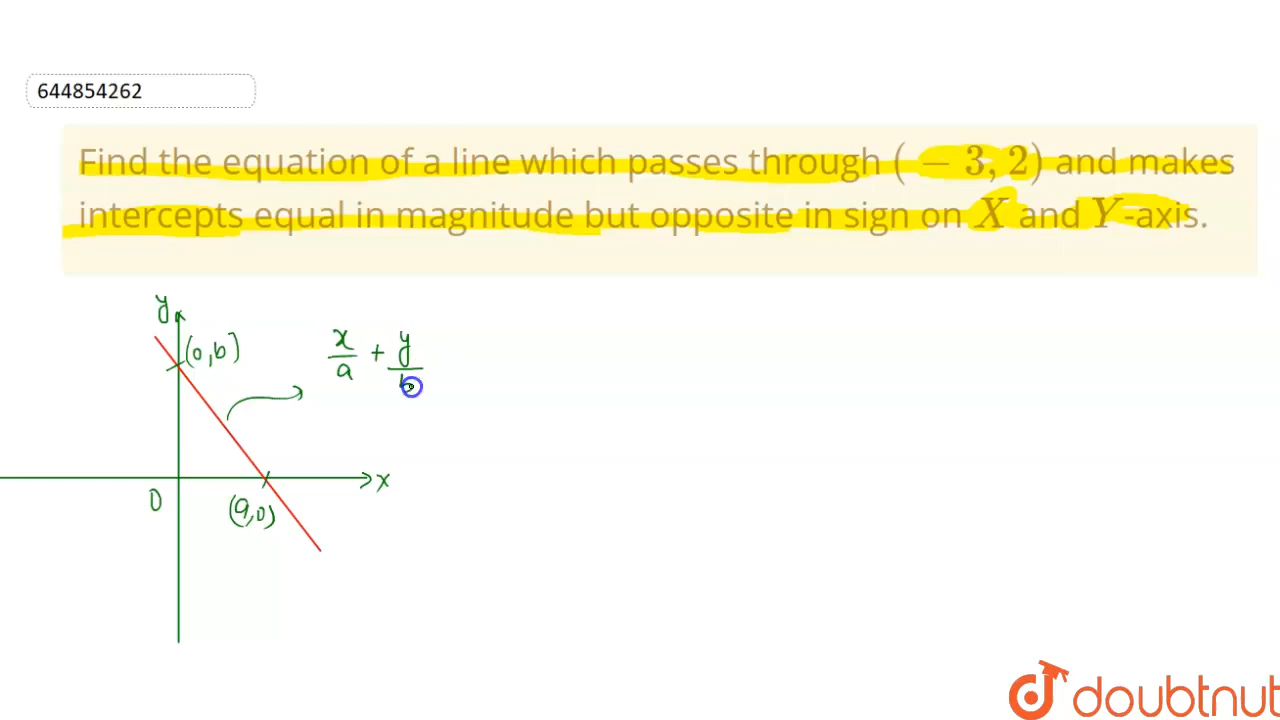 644854262
Find the equation of a line which passes through (−3, 2) and makes
intercepts equal in magnitude but opposite in sign on X and Y-axis.
y
(0,b)
x/a + y/b
x
0
(a,0)
doubtnut